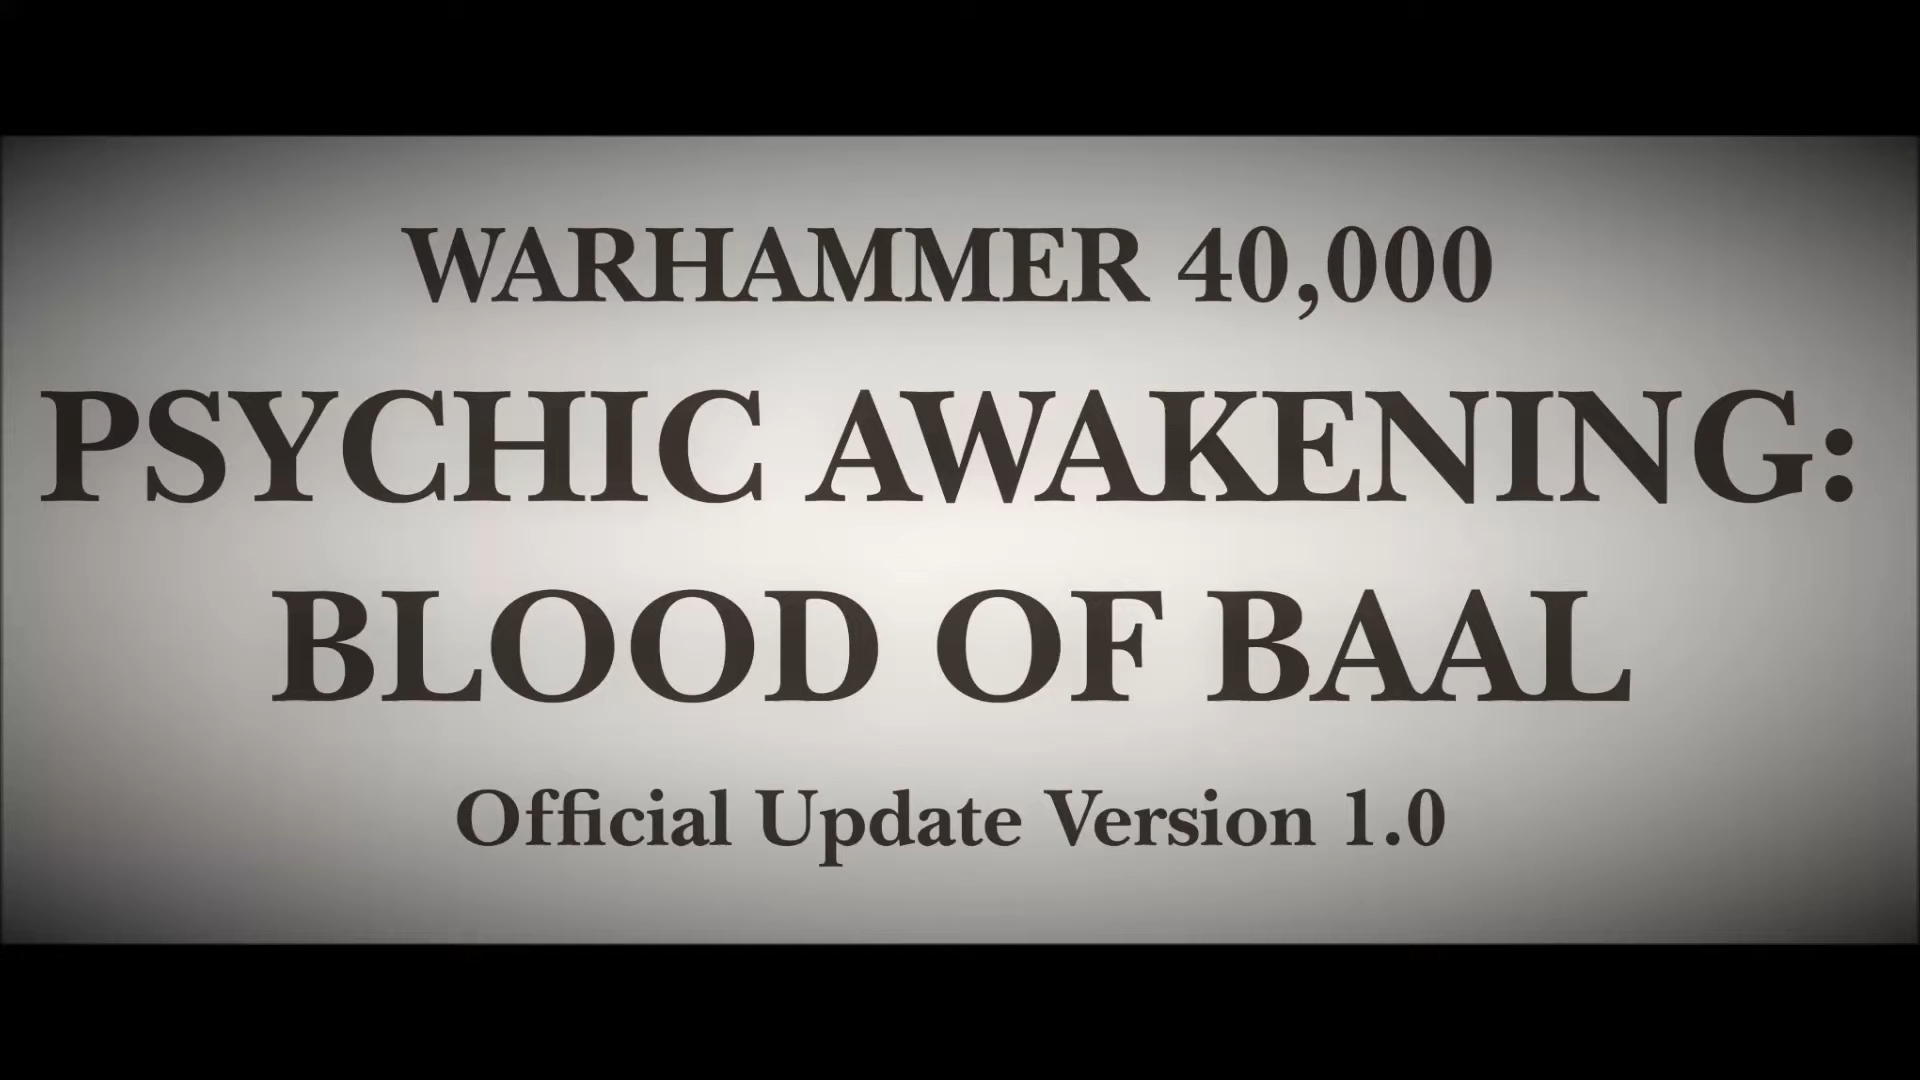 WARHAMMER 40,000
PSYCHIC AWAKENING:
BLOOD OF BAAL
Official Update Version 1.0